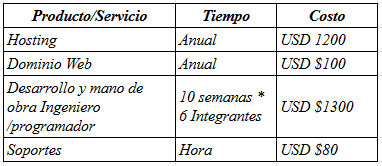 Producto/Servicio Tiempo Costo
Hosting Anual USD 1200
Dominio Web Anual USD $100
Desarrollo y mano de
obra Ingeniero
/programador
10 semanas *
6 Integrantes
USD $1300
Soportes Hora USD $80